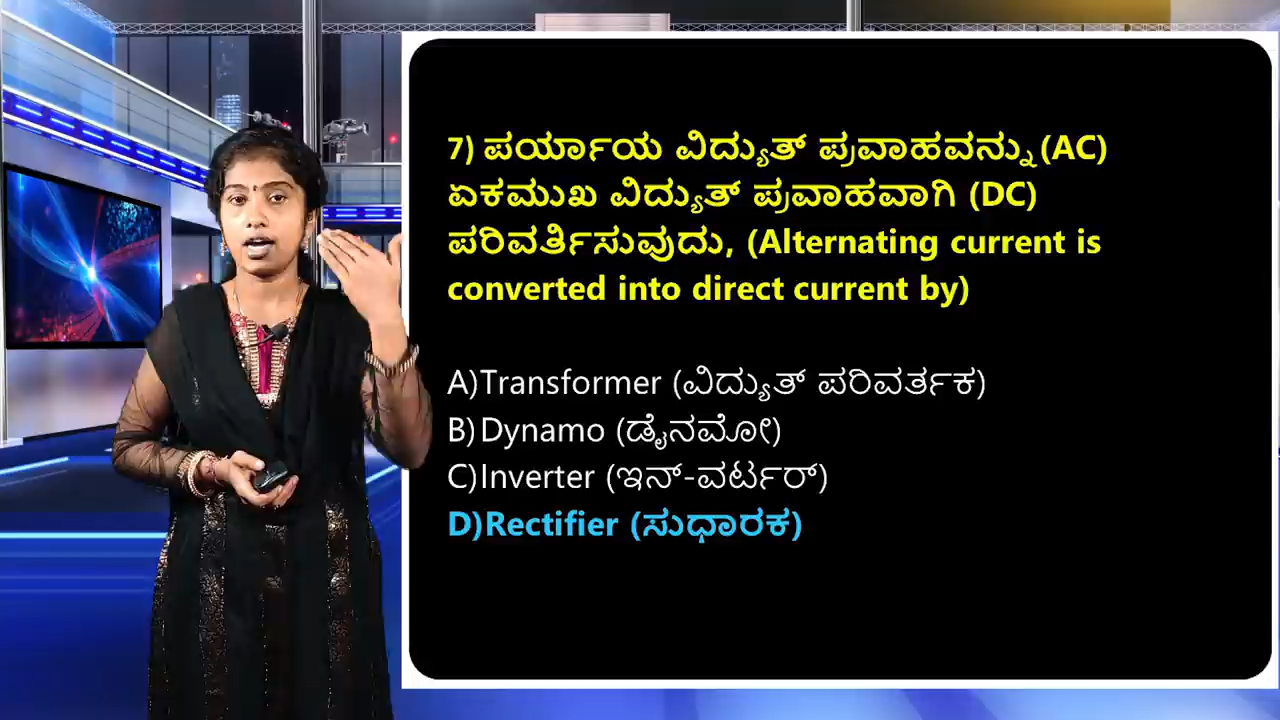 7) ಪರ್ಯಾಯ ವಿದ್ಯುತ್ ಪ್ರವಾಹವನ್ನು (AC)
ಏಕಮುಖ ವಿದ್ಯುತ್ ಪ್ರವಾಹವಾಗಿ (DC)
ಪರಿವರ್ತಿಸುವುದು, (Alternating current is
converted into direct current by)
A)Transformer (ವಿದ್ಯುತ್ ಪರಿವರ್ತಕ)
B)Dynamo (ಡೈನಮೋ)
C)Inverter (ಇನ್-ವರ್ಟರ್)
D)Rectifier (ಸುಧಾರಕ)